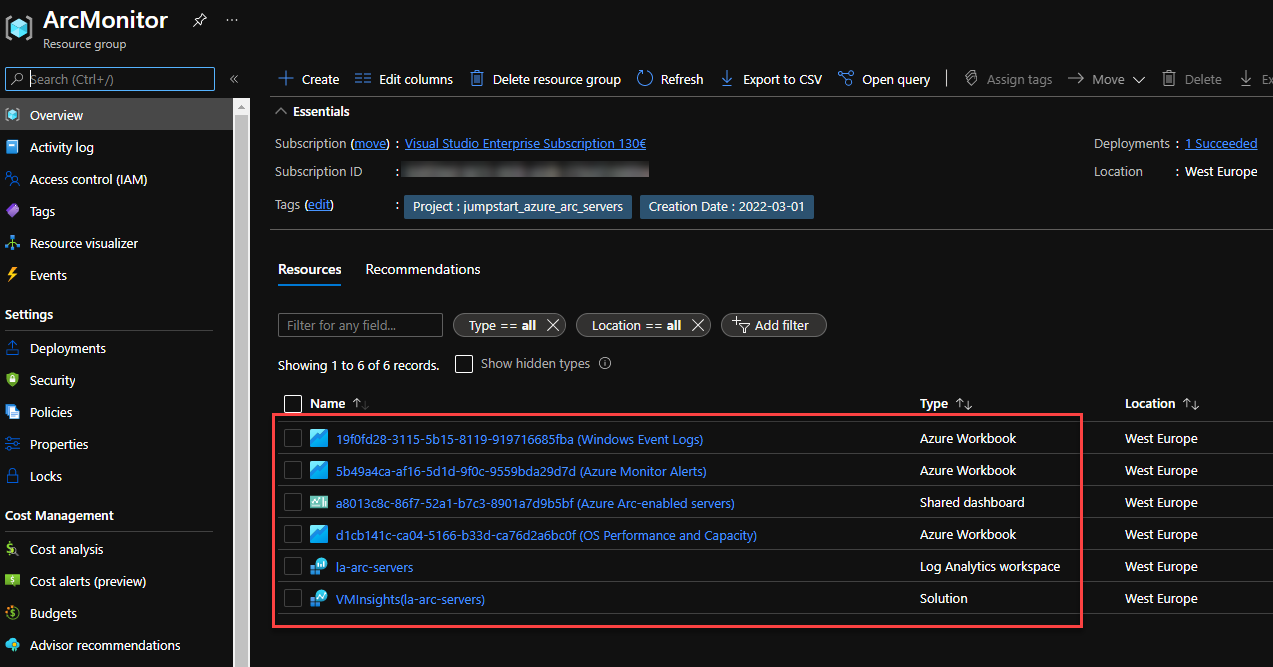 ArcMonitor
Resource group
Search (Ctrl+/)
Overview
Activity log
Access control (IAM)
Tags
Resource visualizer
Events
Settings
Deployments
Security
Policies
Properties
Locks
Cost Management
Cost analysis
Cost alerts (preview)
Budgets
Advisor recommendations
Create Edit columns Delete resource group Refresh Export to CSV Open query Assign tags Move Delete
Essentials
Subscription (move) : Visual Studio Enterprise Subscription 130€
Deployments : 1 Succeeded
Subscription ID :
Location : West Europe
Tags (edit) : Project : jumpstart_azure_arc_servers Creation Date : 2022-03-01
Resources Recommendations
Filter for any field... Type == all Location == all Add filter
Showing 1 to 6 of 6 records. Show hidden types
Name Type Location
19f0fd28-3115-5b15-8119-919716685fba (Windows Event Logs) Azure Workbook West Europe
5b49a4ca-af16-5d1d-9f0c-9559bda29d7d (Azure Monitor Alerts) Azure Workbook West Europe
a8013c8c-86f7-52a1-b7c3-8901a7d9b5bf (Azure Arc-enabled servers) Shared dashboard West Europe
d1cb141c-ca04-5166-b33d-ca76d2a6bc0f (OS Performance and Capacity) Azure Workbook West Europe
la-arc-servers Log Analytics workspace West Europe
VMInsights(la-arc-servers) Solution West Europe